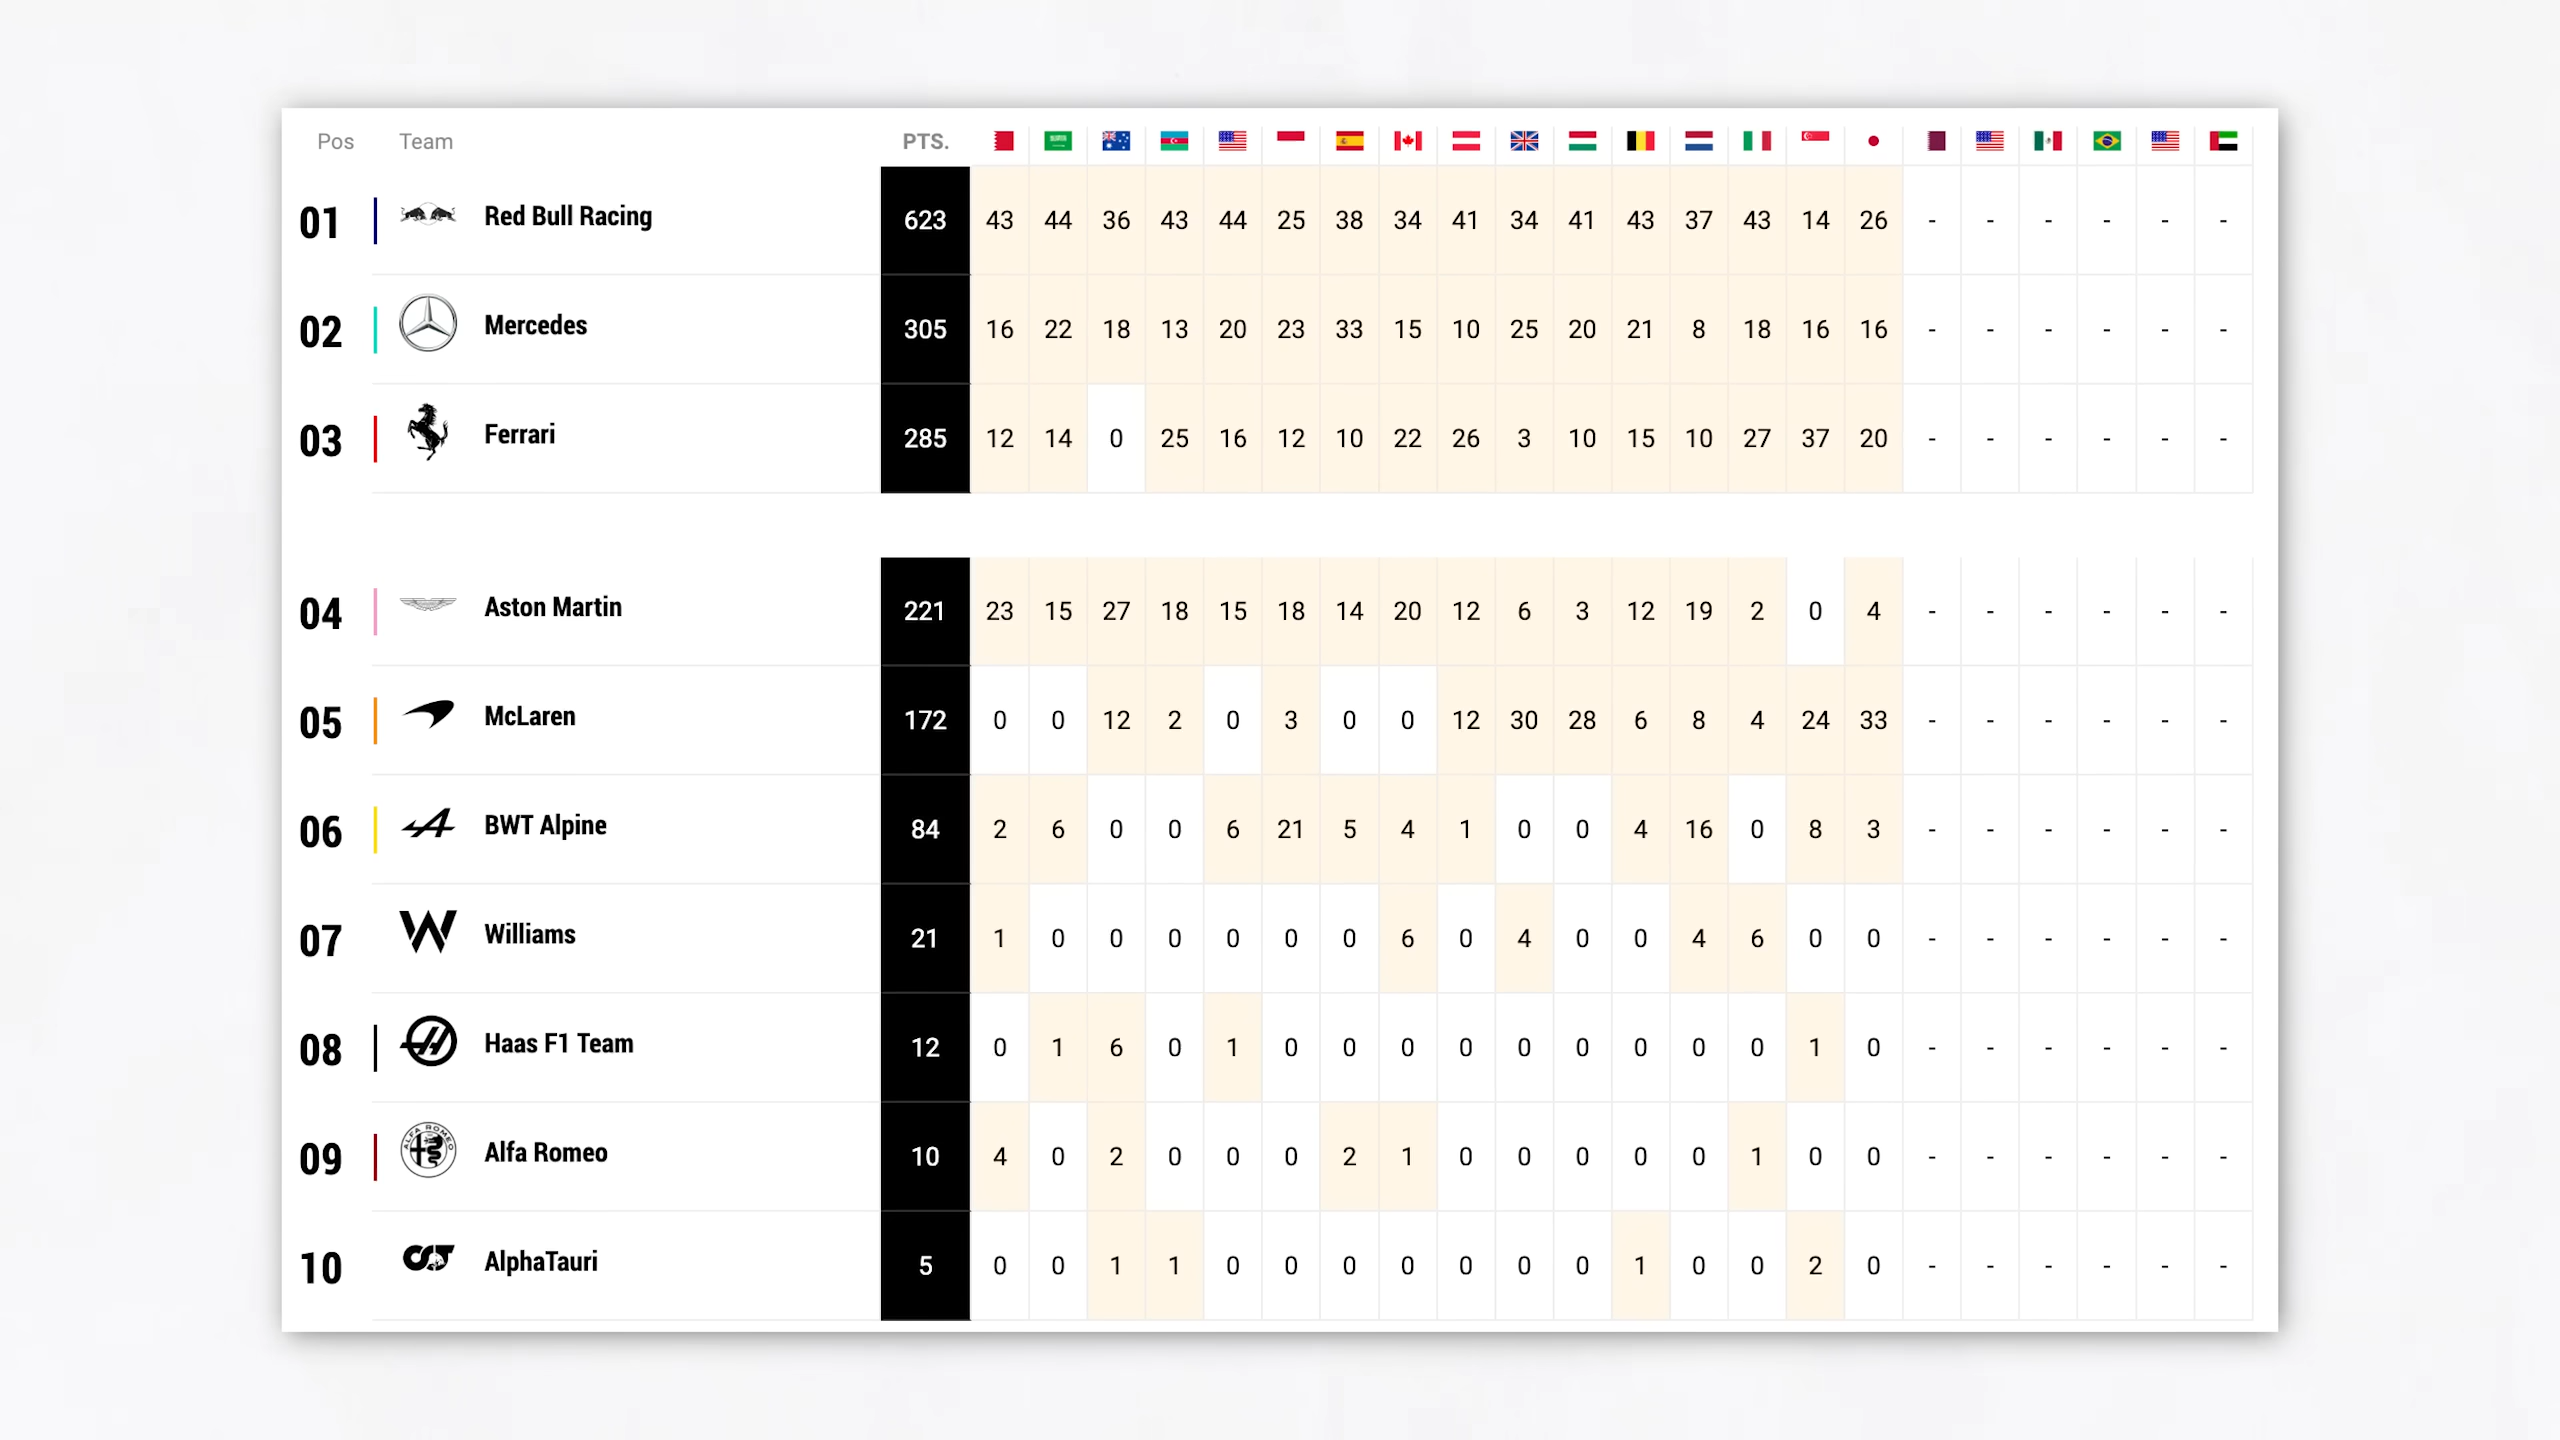 Pos Team PTS.
01 Red Bull Racing 623 43 44 36 43 44 25 38 34 41 34 41 43 37 43 14 26 - - - - - -
02 Mercedes 305 16 22 18 13 20 23 33 15 10 25 20 21 8 18 16 16 - - - - - -
03 Ferrari 285 12 14 0 25 16 12 10 22 26 3 10 15 10 27 37 20 - - - - - -
04 Aston Martin 221 23 15 27 18 15 18 14 20 12 6 3 12 19 2 0 4 - - - - - -
05 McLaren 172 0 0 12 2 0 3 0 0 12 30 28 6 8 4 24 33 - - - - - -
06 BWT Alpine 84 2 6 0 0 6 21 5 4 1 0 0 4 16 0 8 3 - - - - - -
07 Williams 21 1 0 0 0 0 0 0 6 0 4 0 0 4 6 0 0 - - - - - -
08 Haas F1 Team 12 0 1 6 0 1 0 0 0 0 0 0 0 0 0 1 0 - - - - - -
ALFA ROMEO
09 Alfa Romeo 10 4 0 2 0 0 0 2 1 0 0 0 0 0 1 0 0 - - - - - -
10 AlphaTauri 5 0 0 1 1 0 0 0 0 0 0 0 1 0 0 2 0 - - - - - -